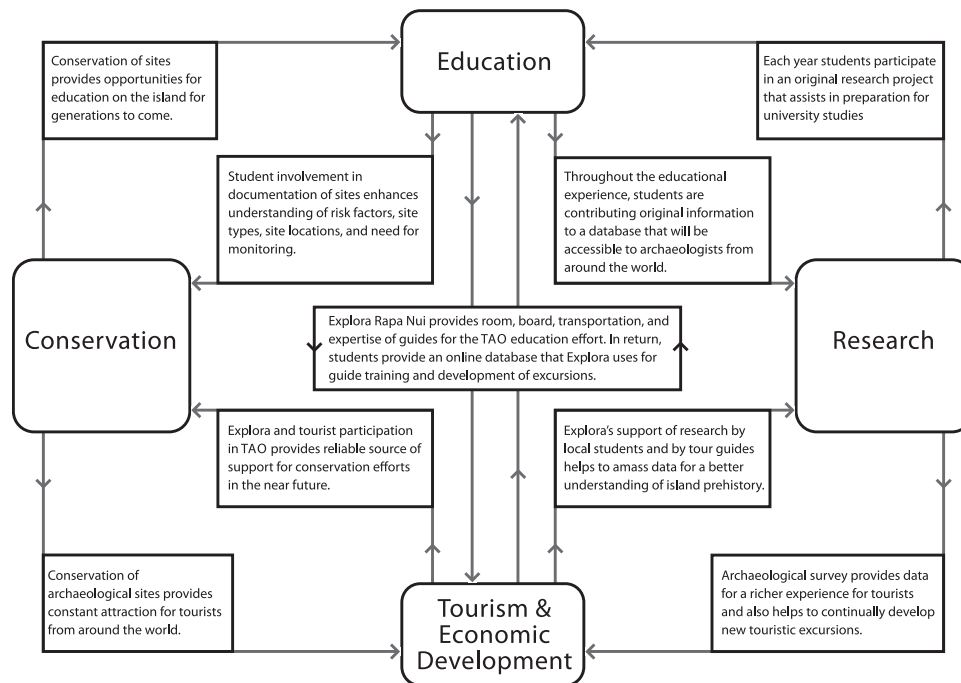 Education
Conservation of sites
provides opportunities for
education on the island for
generations to come.
Each year students participate
in an original research project
that assists in preparation for
university studies
Student involvement in
documentation of sites enhances
understanding of risk factors, site
types, site locations, and need for
monitoring.
Throughout the educational
experience, students are
contributing original information
to a database that will be
accessible to archaeologists from
around the world.
Conservation
Explora Rapa Nui provides room, board, transportation, and
expertise of guides for the TAO education effort. In return,
students provide an online database that Explora uses for
guide training and development of excursions.
Research
Explora and tourist participation
in TAO provides reliable source of
support for conservation efforts
in the near future.
Explora's support of research by
local students and by tour guides
helps to amass data for a better
understanding of island prehistory.
Conservation of
archaeological sites provides
constant attraction for tourists
from around the world.
Tourism &
Economic
Development
Archaeological survey provides data
for a richer experience for tourists
and also helps to continually develop
new touristic excursions.